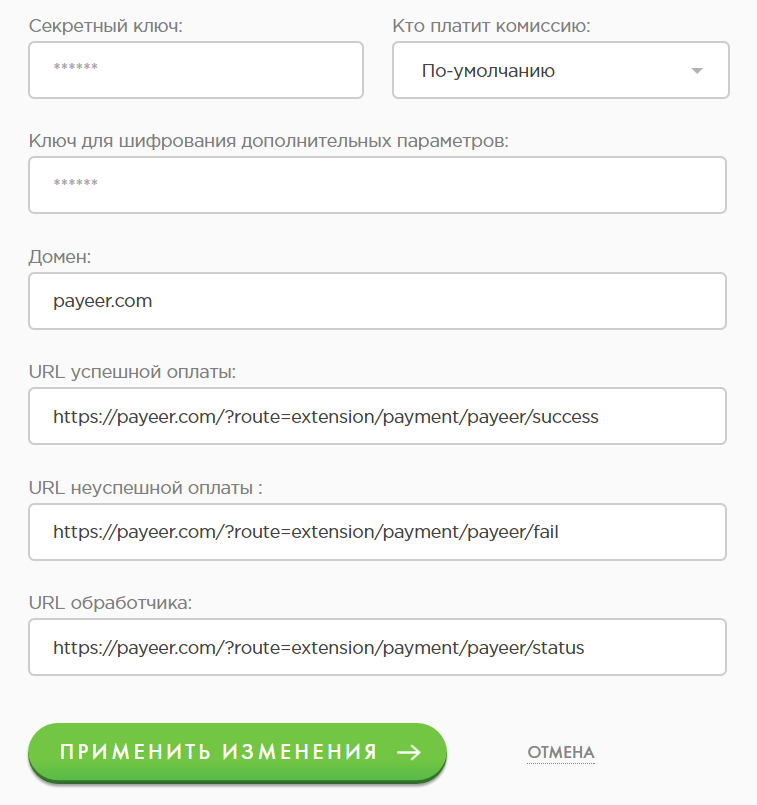 Секретный ключ:
Кто платит комиссию:
******
По-умолчанию
Ключ для шифрования дополнительных параметров:
******
Домен:
payeer.com
URL успешной оплаты:
https://payeer.com/?route=extension/payment/payeer/success
URL неуспешной оплаты :
https://payeer.com/?route=extension/payment/payeer/fail
URL обработчика:
https://payeer.com/?route=extension/payment/payeer/status
ПРИМЕНИТЬ ИЗМЕНЕНИЯ →
ОТМЕНА